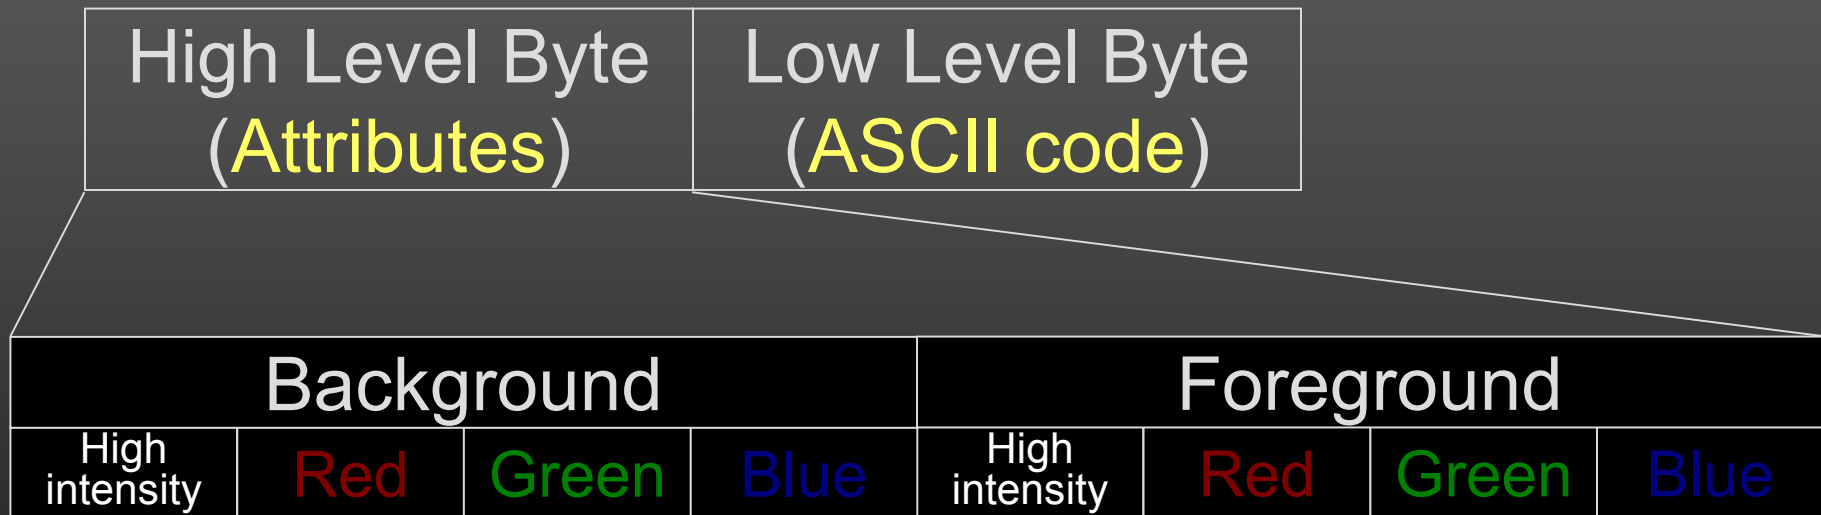 High Level Byte
(Attributes)
Low Level Byte
(ASCII code)
Background
Foreground
High
intensity
Red
Green
Blue
High
intensity
Red
Green
Blue